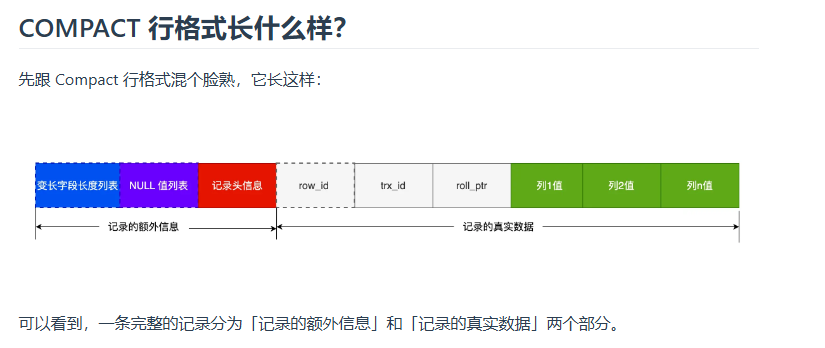 COMPACT 行格式长什么样？
先跟 Compact 行格式混个脸熟，它长这样：
变长字段长度列表 NULL 值列表 记录头信息 row_id trx_id roll_ptr 列1值 列2值 列n值
记录的额外信息 记录的真实数据
可以看到，一条完整的记录分为「记录的额外信息」和「记录的真实数据」两个部分。